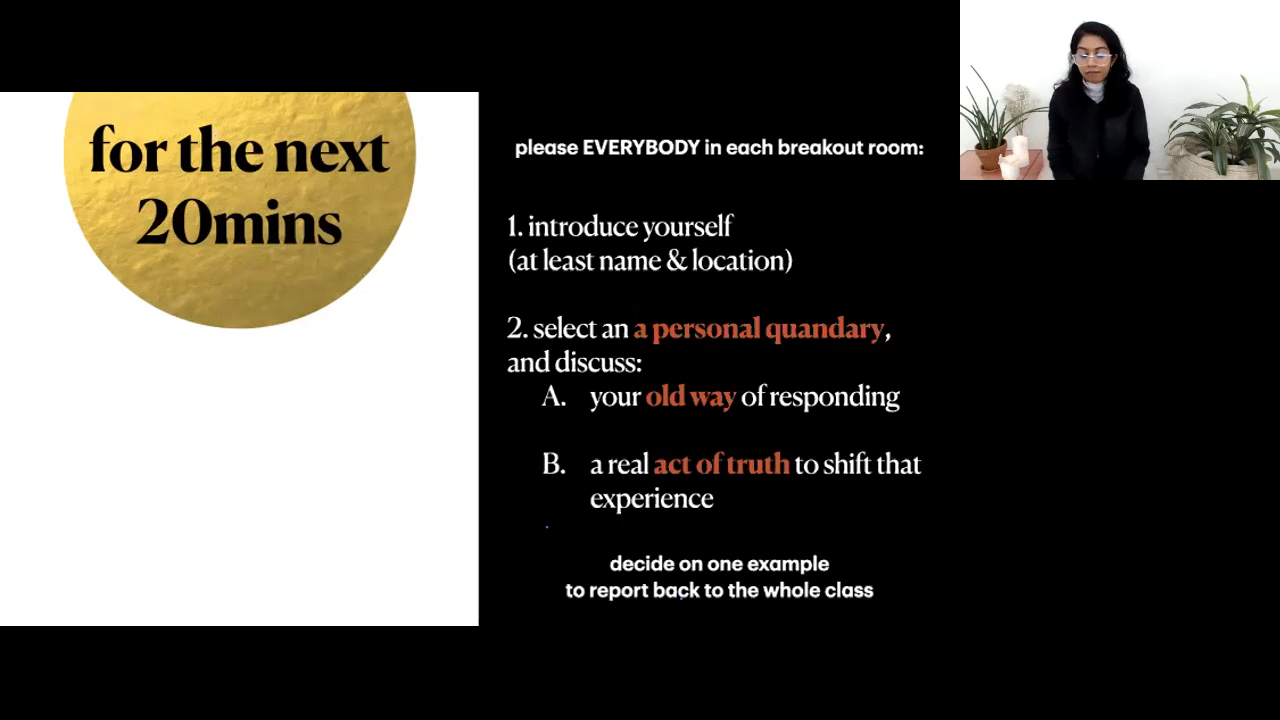 for the next
20mins
please EVERYBODY in each breakout room:
1. introduce yourself
(at least name & location)
2. select an a personal quandary,
and discuss:
A. your old way of responding
B. a real act of truth to shift that
experience
decide on one example
to report back to the whole class